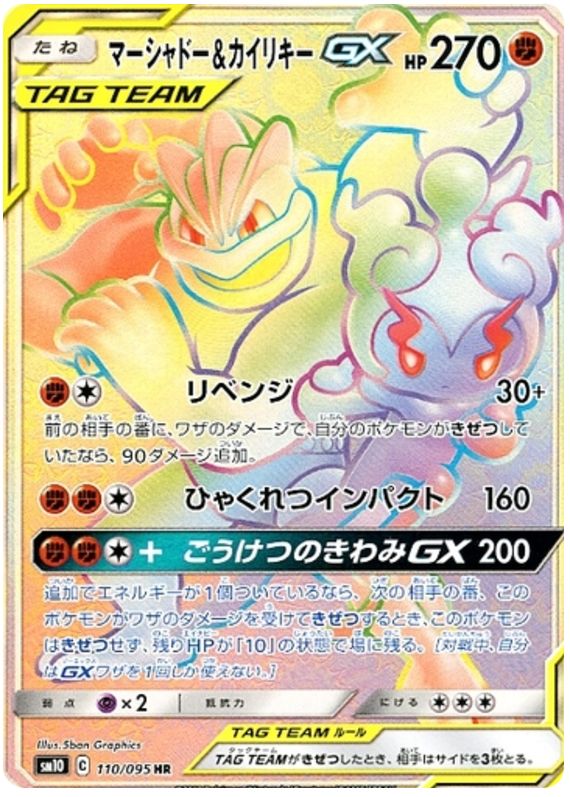 たね マーシャドー&カイリキーGX HP270
TAG TEAM
リベンジ 30+
前の相手の番に、ワザのダメージで、自分のポケモンがきぜつして
いたなら、90ダメージ追加。
ひゃくれつインパクト 160
+ ごうけつのきわみGX 200
追加でエネルギーが1個ついているなら、次の相手の番、この
ポケモンがワザのダメージを受けてきぜつするとき、このポケモン
はきぜつせず、残りHPが「10」の状態で場に残る。[対戦中、自分
はGXワザを1回しか使えない。]
弱点 ×2 抵抗力 にげる
TAG TEAM ルール
Illus.5ban Graphics
TAG TEAMがきぜつしたとき、相手はサイドを3枚とる。
sm10 C 110/095 HR